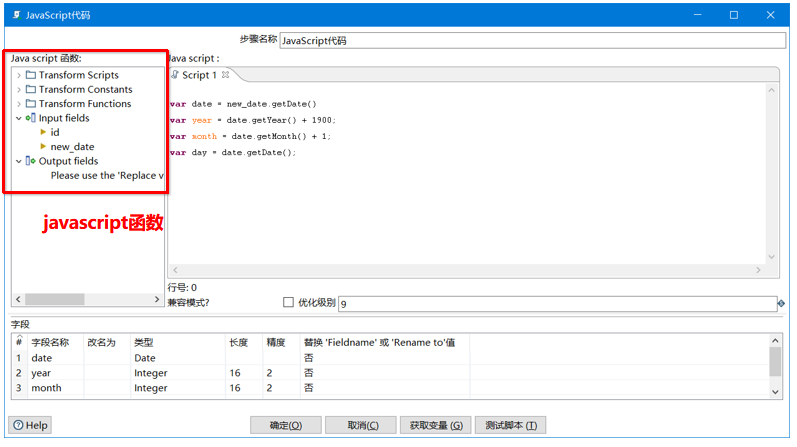 JavaScript代码
步骤名称 JavaScript代码
Java script 函数:
Java script :
Transform Scripts
Transform Constants
Transform Functions
Input fields
id
new_date
Output fields
Please use the 'Replace v
javascript函数
Script 1
var date = new_date.getDate()
var year = date.getYear() + 1900;
var month = date.getMonth() + 1;
var day = date.getDate();
行号: 0
兼容模式? 优化级别 9
字段
# 字段名称 改名为 类型 长度 精度 替换 'Fieldname' 或 'Rename to'值
1 date Date 否
2 year Integer 16 2 否
3 month Integer 16 2 否
Help 确定(O) 取消(C) 获取变量 (G) 测试脚本 (T)